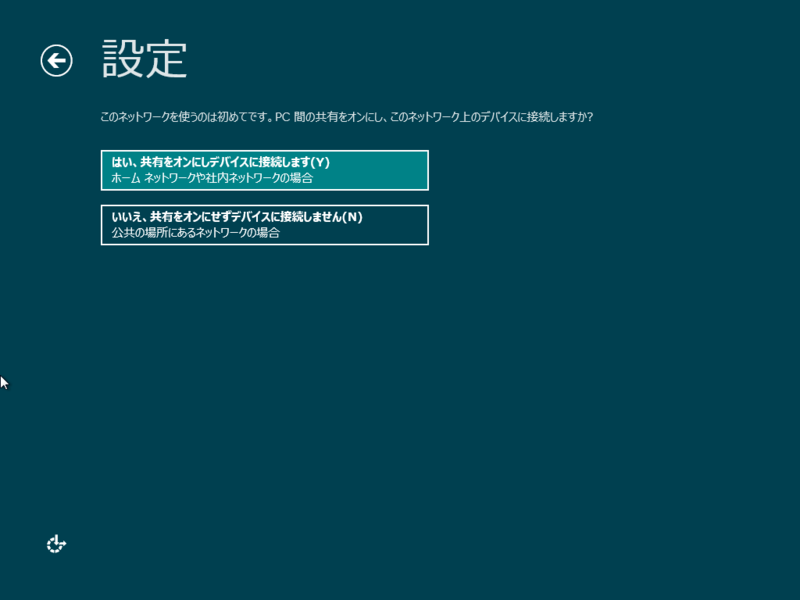 設定
このネットワークを使うのは初めてです。PC 間の共有をオンにし、このネットワーク上のデバイスに接続しますか?
はい、共有をオンにしデバイスに接続します(Y)
ホーム ネットワークや社内ネットワークの場合
いいえ、共有をオンにせずデバイスに接続しません(N)
公共の場所にあるネットワークの場合